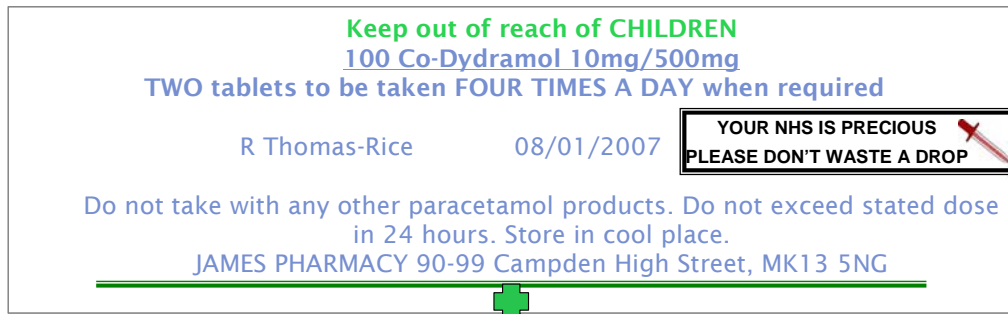 Keep out of reach of CHILDREN
100 Co-Dydramol 10mg/500mg
TWO tablets to be taken FOUR TIMES A DAY when required
R Thomas-Rice 08/01/2007
YOUR NHS IS PRECIOUS
PLEASE DON'T WASTE A DROP
Do not take with any other paracetamol products. Do not exceed stated dose
in 24 hours. Store in cool place.
JAMES PHARMACY 90-99 Campden High Street, MK13 5NG